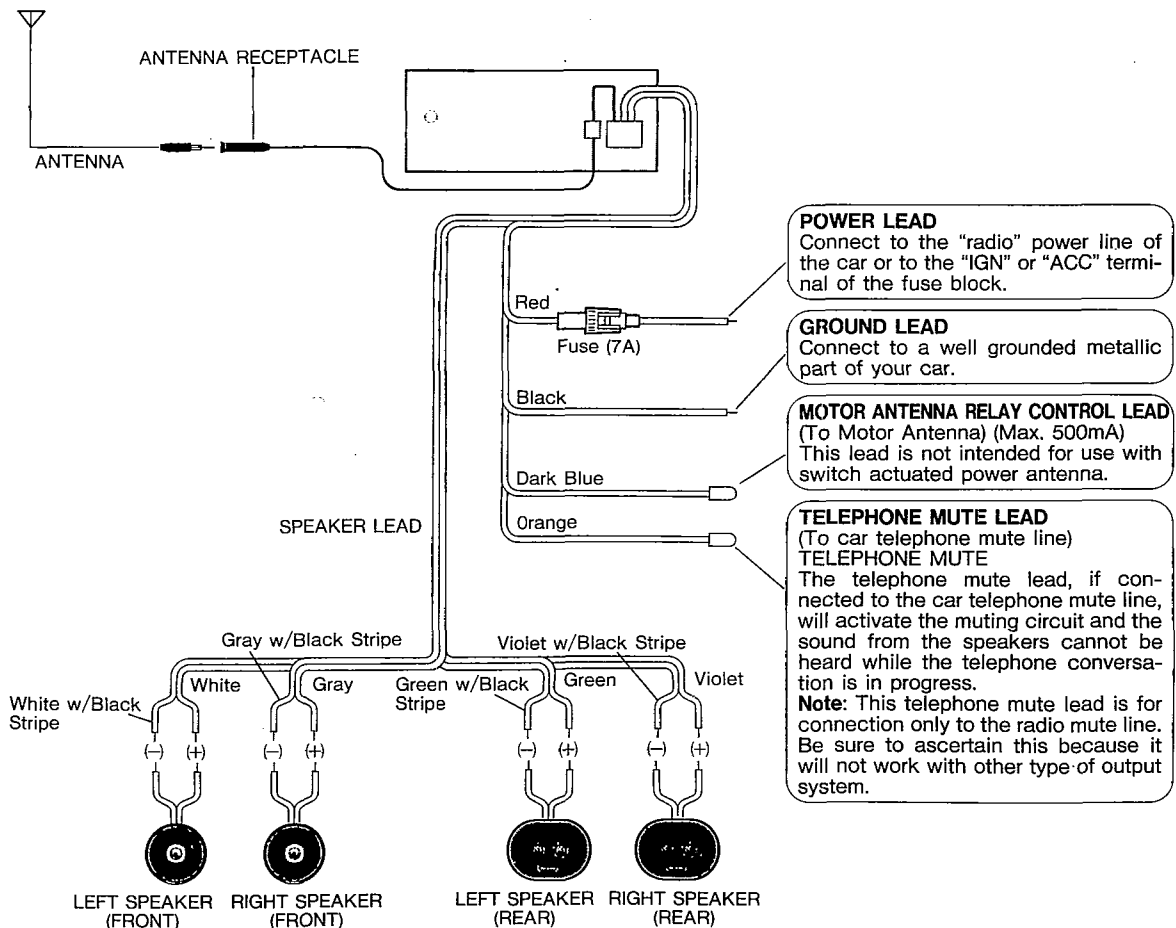 ANTENNA RECEPTACLE
ANTENNA
POWER LEAD
Connect to the "radio" power line of
the car or to the "IGN" or "ACC" termi-
nal of the fuse block.
Red
Fuse (7A)
GROUND LEAD
Connect to a well grounded metallic
part of your car.
Black
MOTOR ANTENNA RELAY CONTROL LEAD
(To Motor Antenna) (Max. 500mA)
This lead is not intended for use with
switch actuated power antenna.
Dark Blue
Orange
TELEPHONE MUTE LEAD
(To car telephone mute line)
TELEPHONE MUTE
The telephone mute lead, if con-
nected to the car telephone mute line,
will activate the muting circuit and the
sound from the speakers cannot be
heard while the telephone conversa-
tion is in progress.
Note: This telephone mute lead is for
connection only to the radio mute line.
Be sure to ascertain this because it
will not work with other type of output
system.
SPEAKER LEAD
Gray w/Black Stripe
Violet w/Black Stripe
White w/Black
Stripe
White
Gray
Green w/Black
Stripe
Green
Violet
(−) (+) (−) (+) (−) (+) (−) (+)
LEFT SPEAKER
(FRONT)
RIGHT SPEAKER
(FRONT)
LEFT SPEAKER
(REAR)
RIGHT SPEAKER
(REAR)